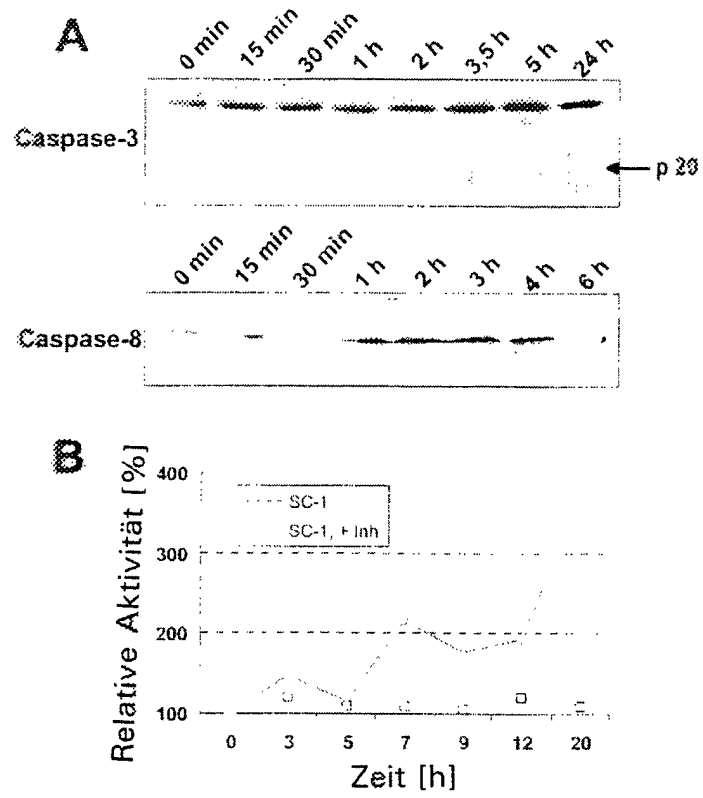 A
0 min 15 min 30 min 1 h 2 h 3,5 h 5 h 24 h
Caspase-3
p 20
0 min 15 min 30 min 1 h 2 h 3 h 4 h 6 h
Caspase-8
B
Relative Aktivität [%]
400
SC-1
SC-1, + Inh
300
200
100
0 3 5 7 9 12 20
Zeit [h]